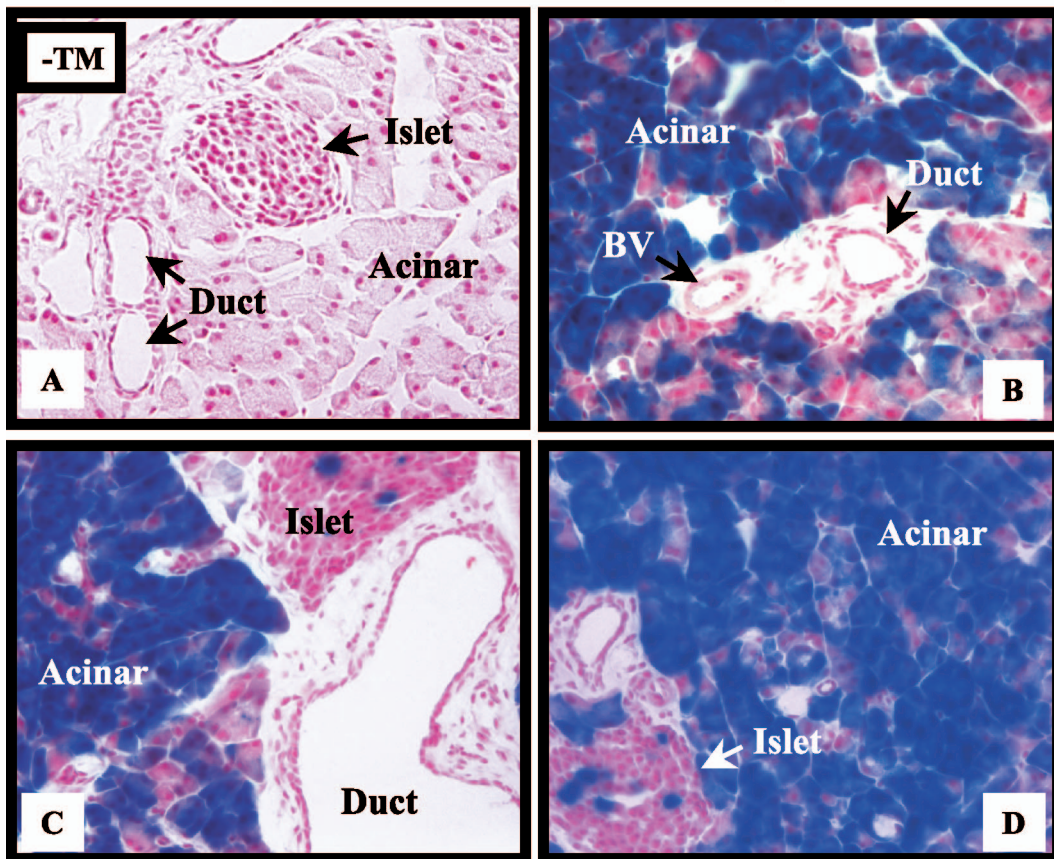 -TM
Islet
Acinar
Duct
A
Acinar
Duct
BV
B
Islet
Acinar
Duct
C
Acinar
Islet
D